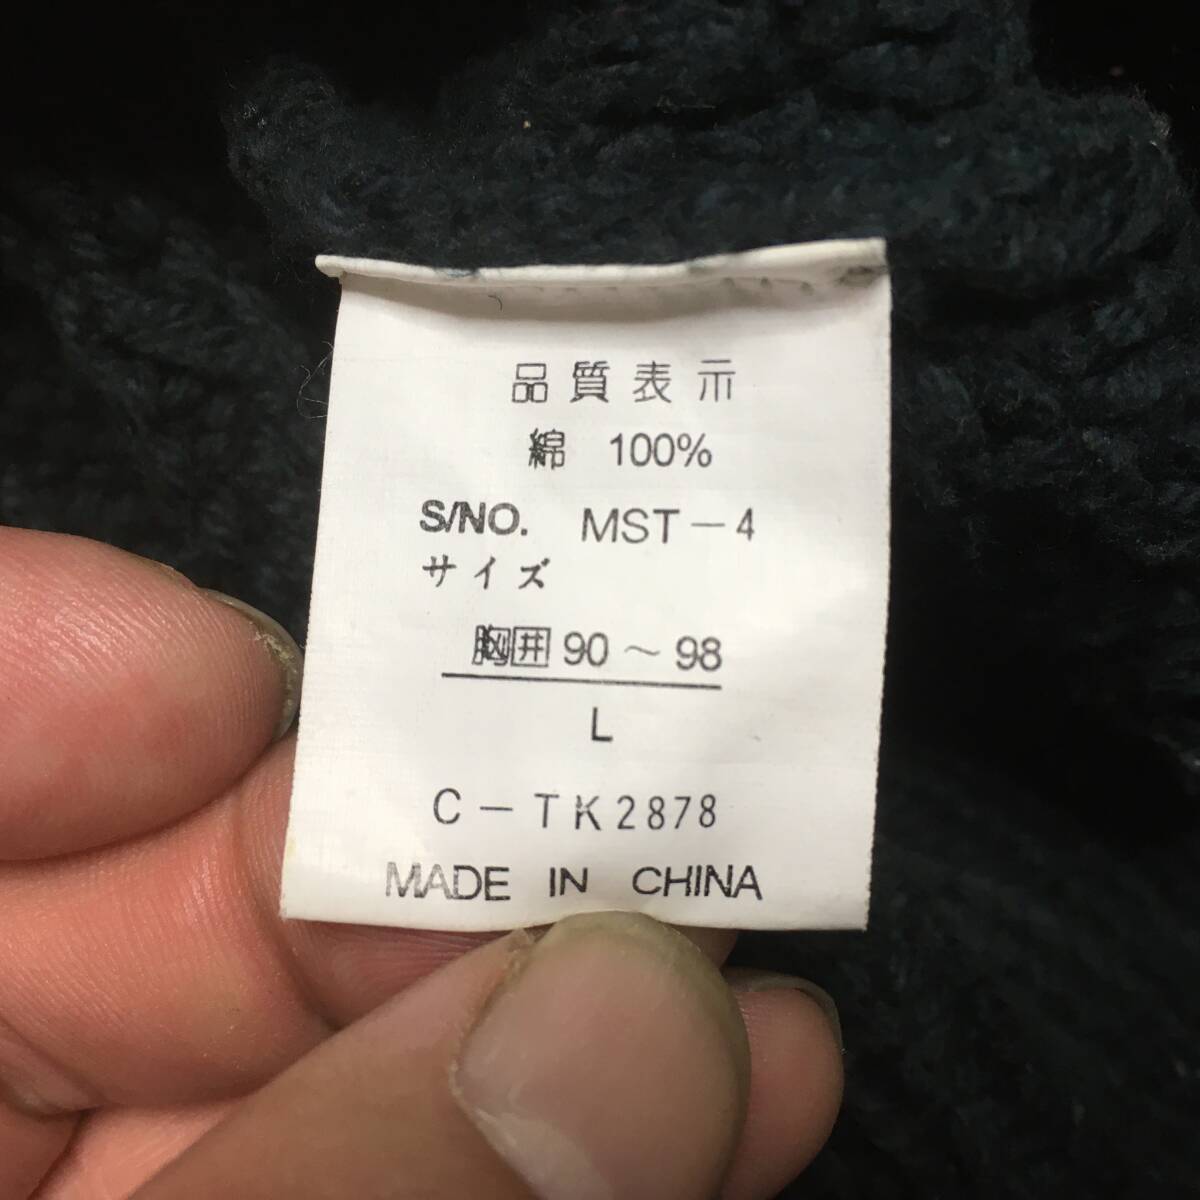 品質表示
綿 100%
S/NO. MST-4
サイズ
胸囲 90～98
L
C-TK2878
MADE IN CHINA